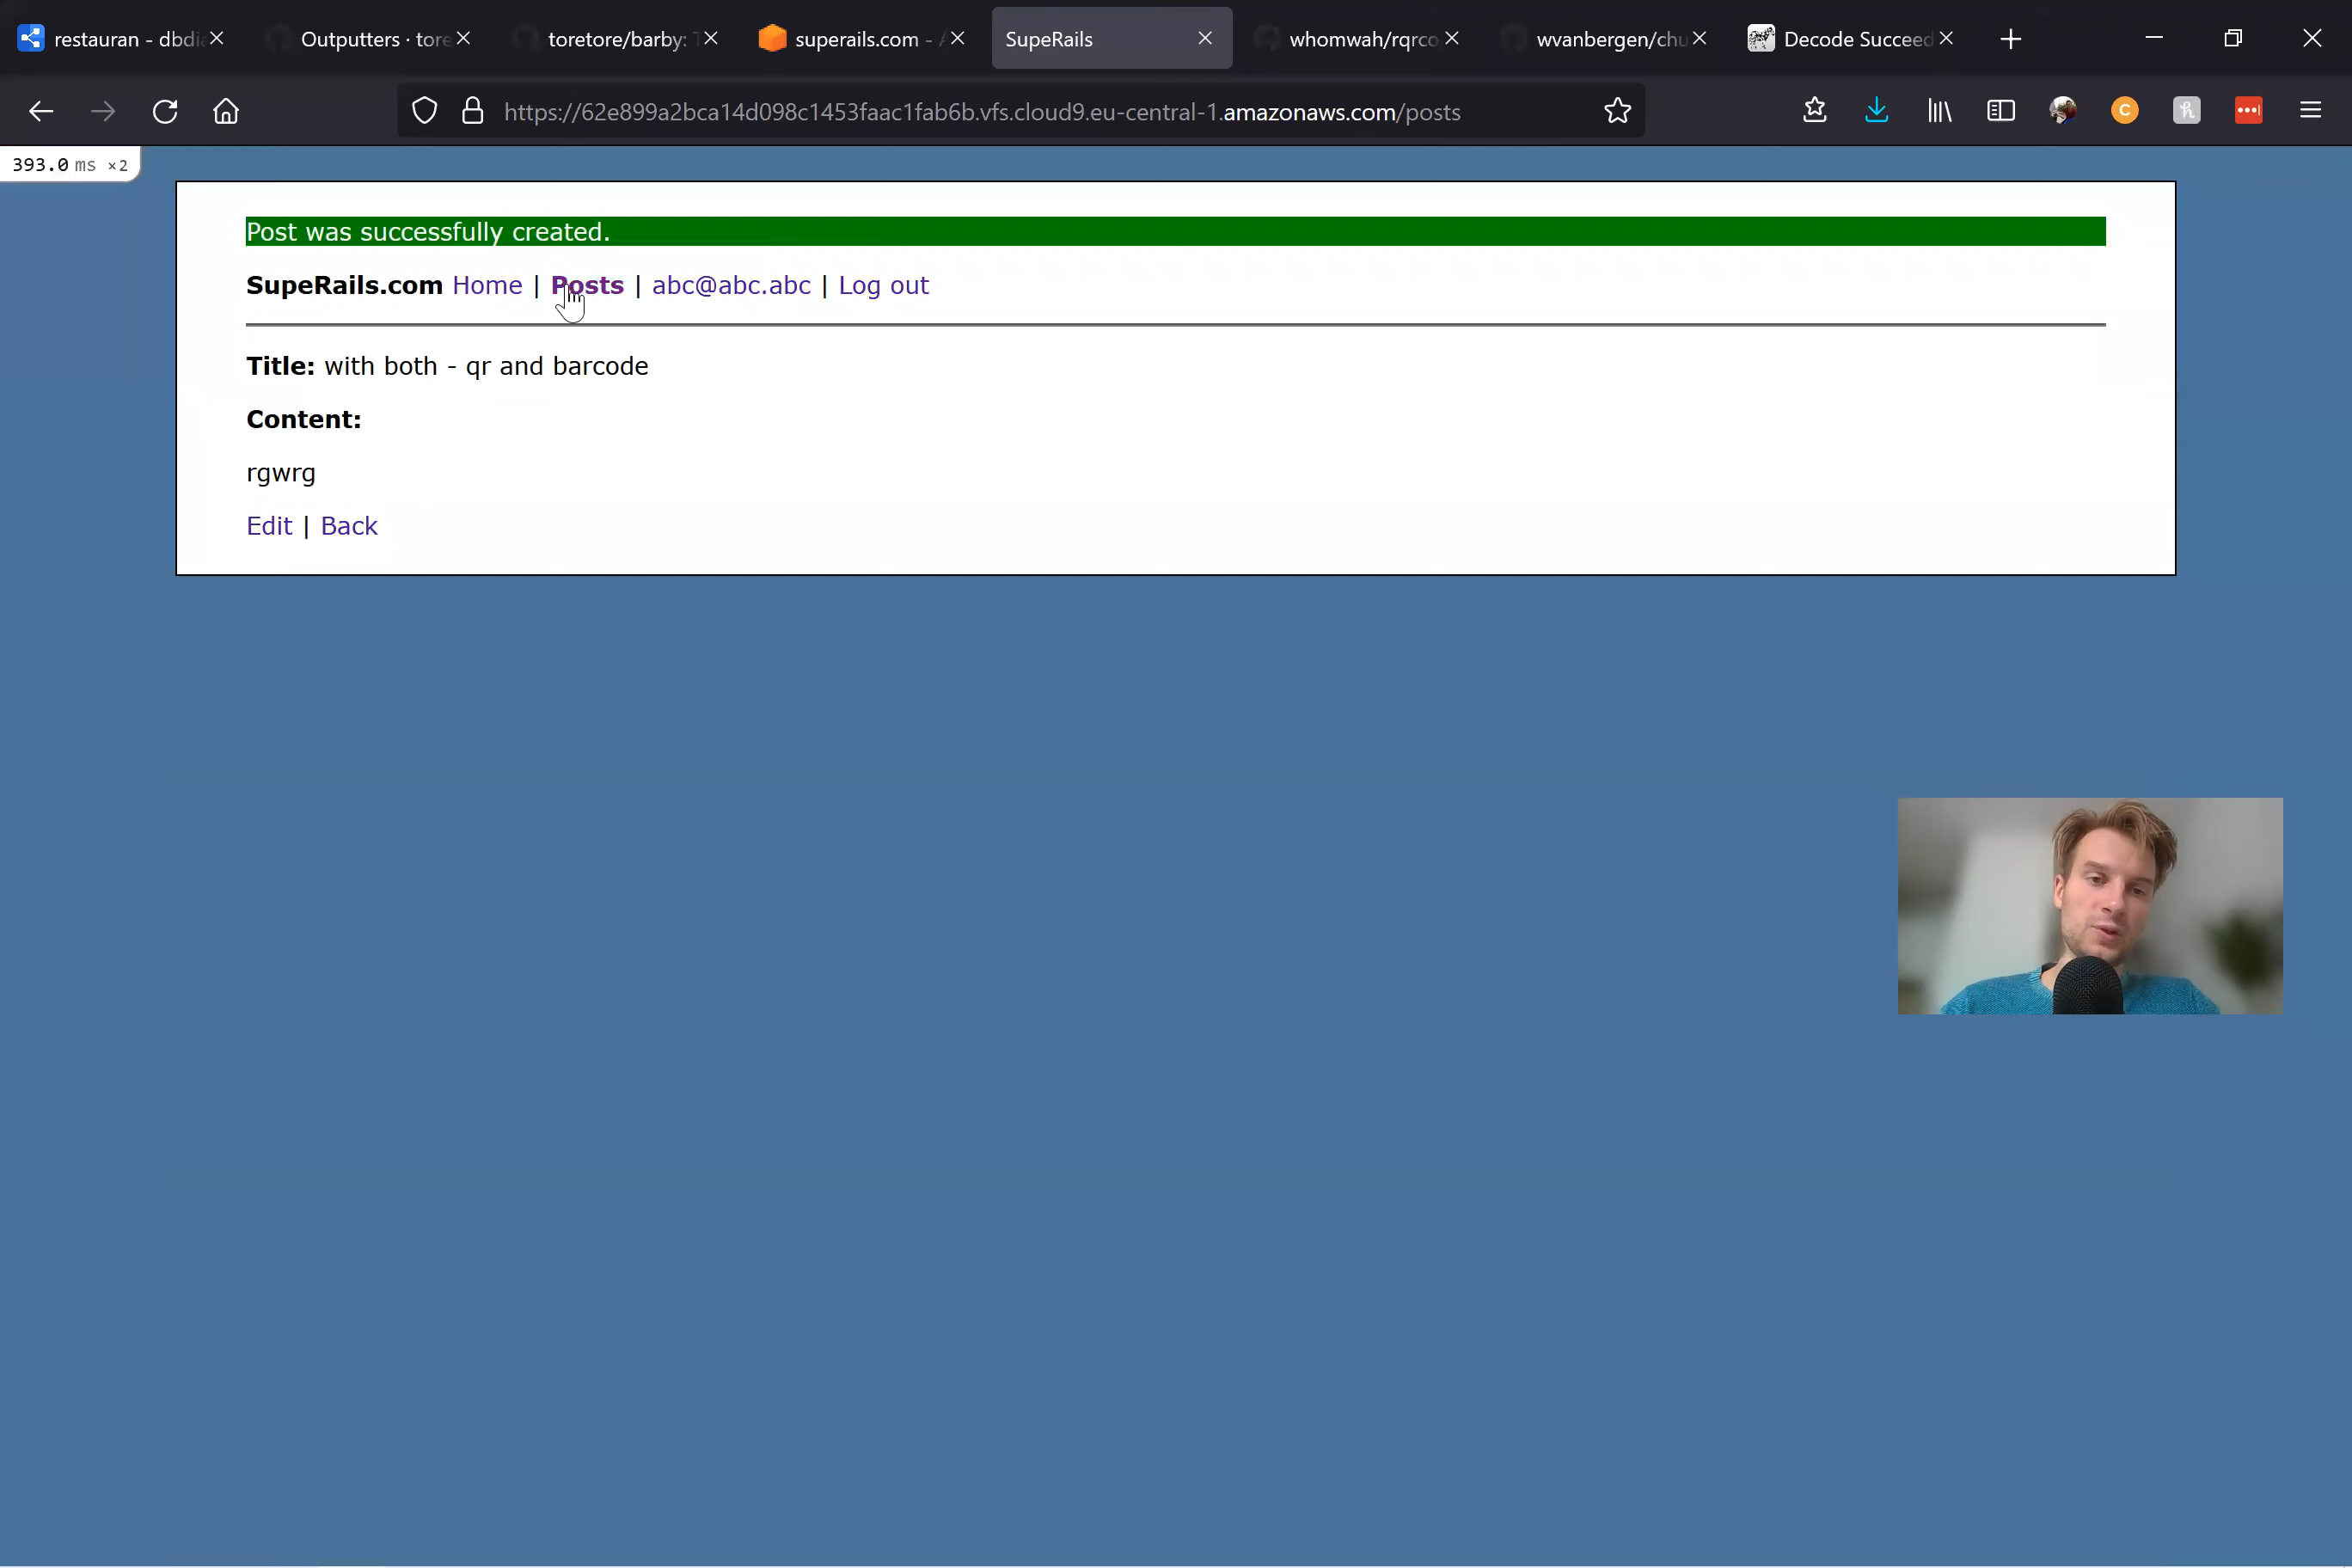 restauran - dbdi
Outputters · tore
toretore/barby: T
superails.com - A
SupeRails
whomwah/rqrco
wvanbergen/chu
Decode Succeed
https://62e899a2bca14d098c1453faac1fab6b.vfs.cloud9.eu-central-1.amazonaws.com/posts
393.0 ms ×2
Post was successfully created.
SupeRails.com Home | Posts | abc@abc.abc | Log out
Title: with both - qr and barcode
Content:
rgwrg
Edit | Back